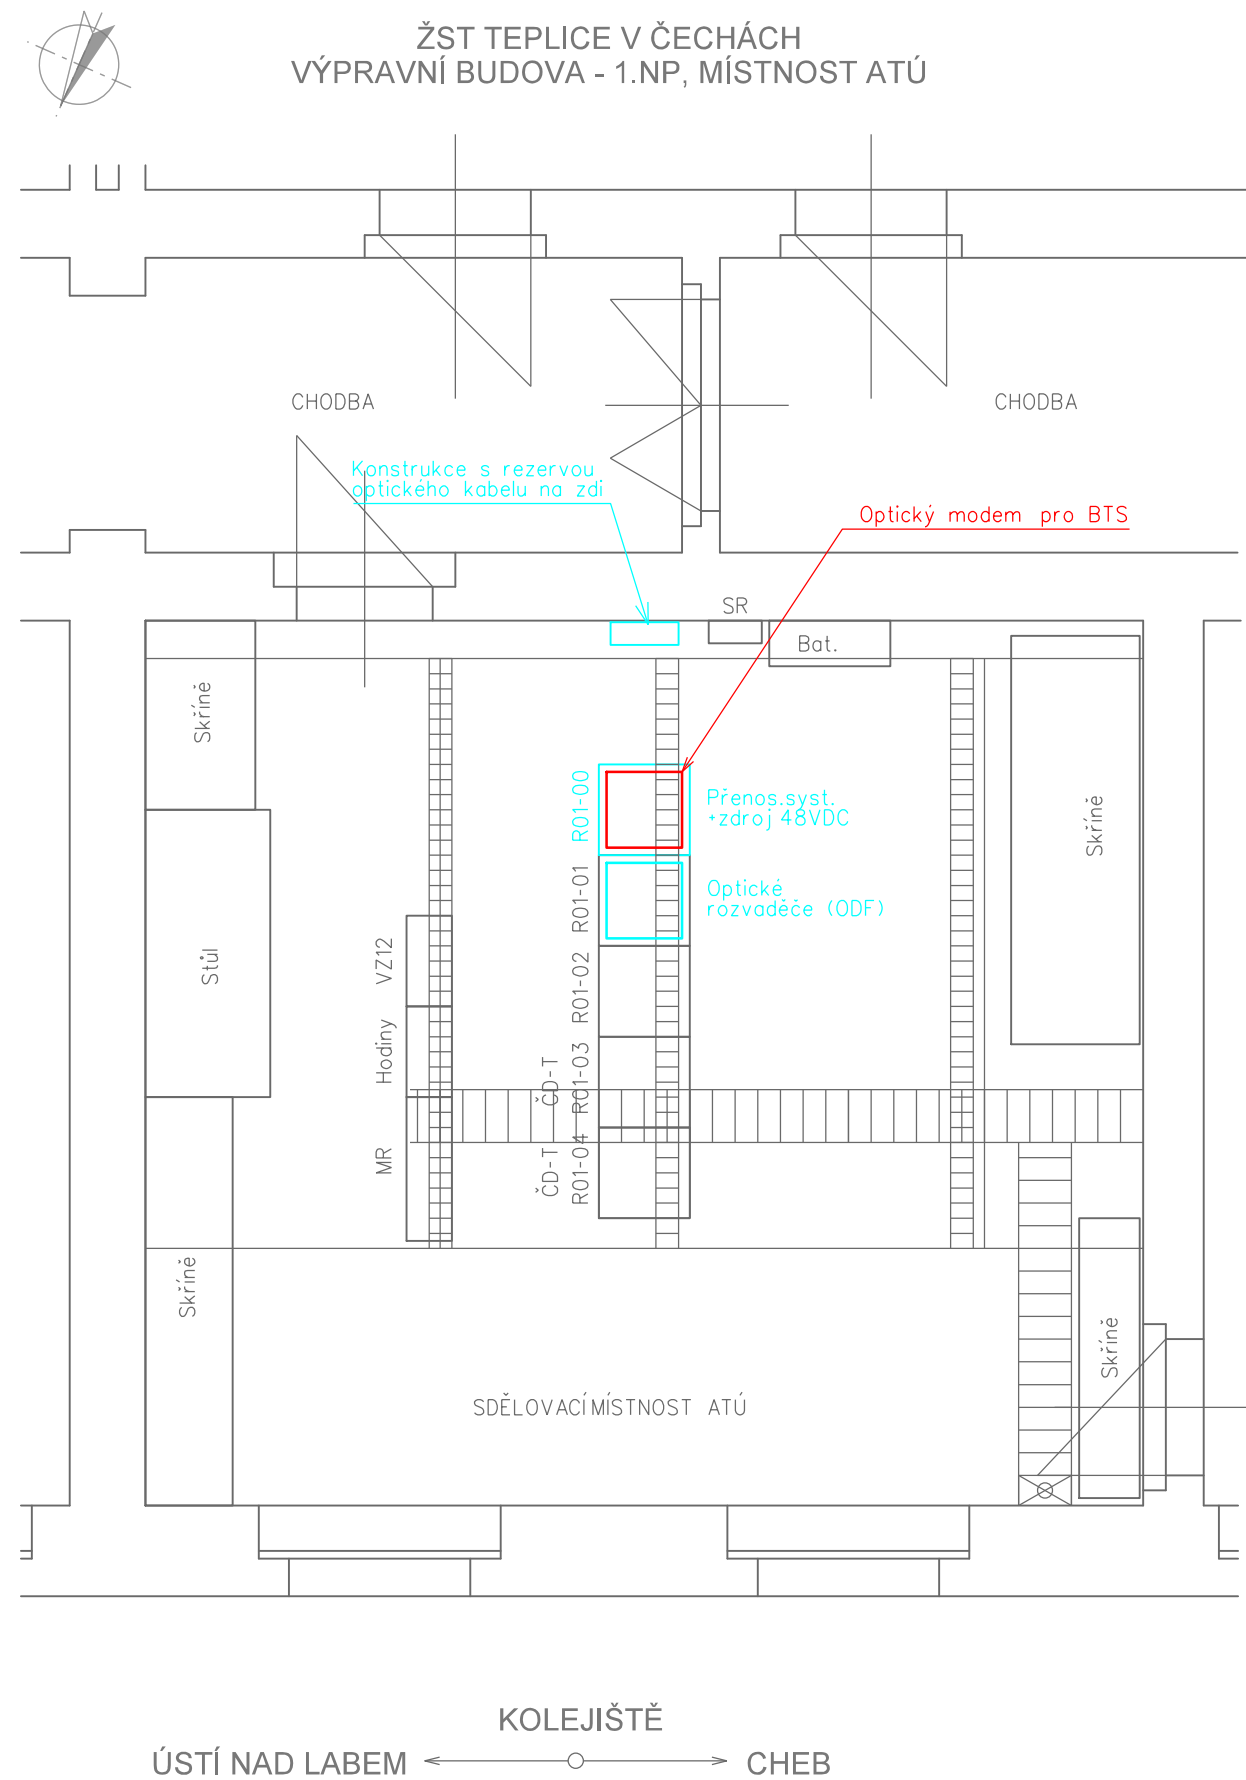 ŽST TEPLICE V ČECHÁCH
VÝPRAVNÍ BUDOVA - 1.NP, MÍSTNOST ATÚ
CHODBA
CHODBA
Konstrukce s rezervou
optického kabelu na zdi
Optický modem pro BTS
SR
Bat.
Skříně
R01-00
Přenos.syst.
+zdroj 48VDC
Skříně
R01-01
Optické
rozvaděče (ODF)
Stůl
VZ12
R01-02
Hodiny
ČD-T
R01-03
MR
ČD-T
R01-04
Skříně
Skříně
SDĚLOVACÍ MÍSTNOST ATÚ
KOLEJIŠTĚ
ÚSTÍ NAD LABEM
CHEB